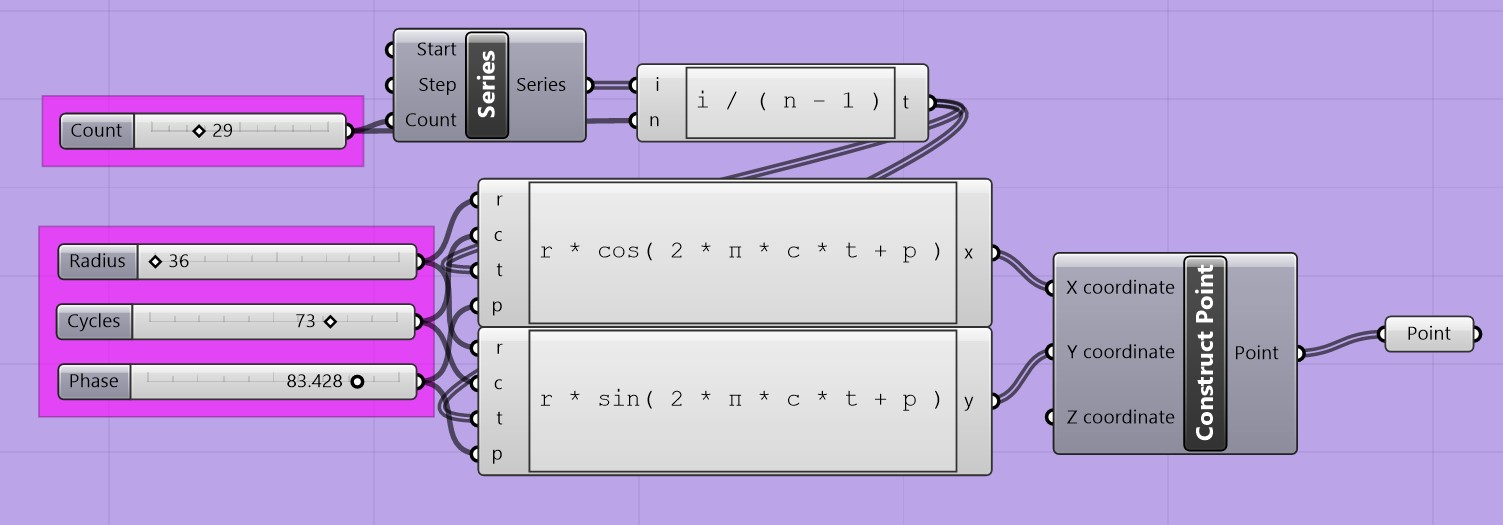 Count 29
Start
Step
Count
Series
Series
i
n
i / ( n - 1 )
t
Radius 36
Cycles 73
Phase 83.428
r
c
t
p
r * cos( 2 * π * c * t + p )
x
r
c
t
p
r * sin( 2 * π * c * t + p )
y
X coordinate
Y coordinate
Z coordinate
Construct Point
Point
Point